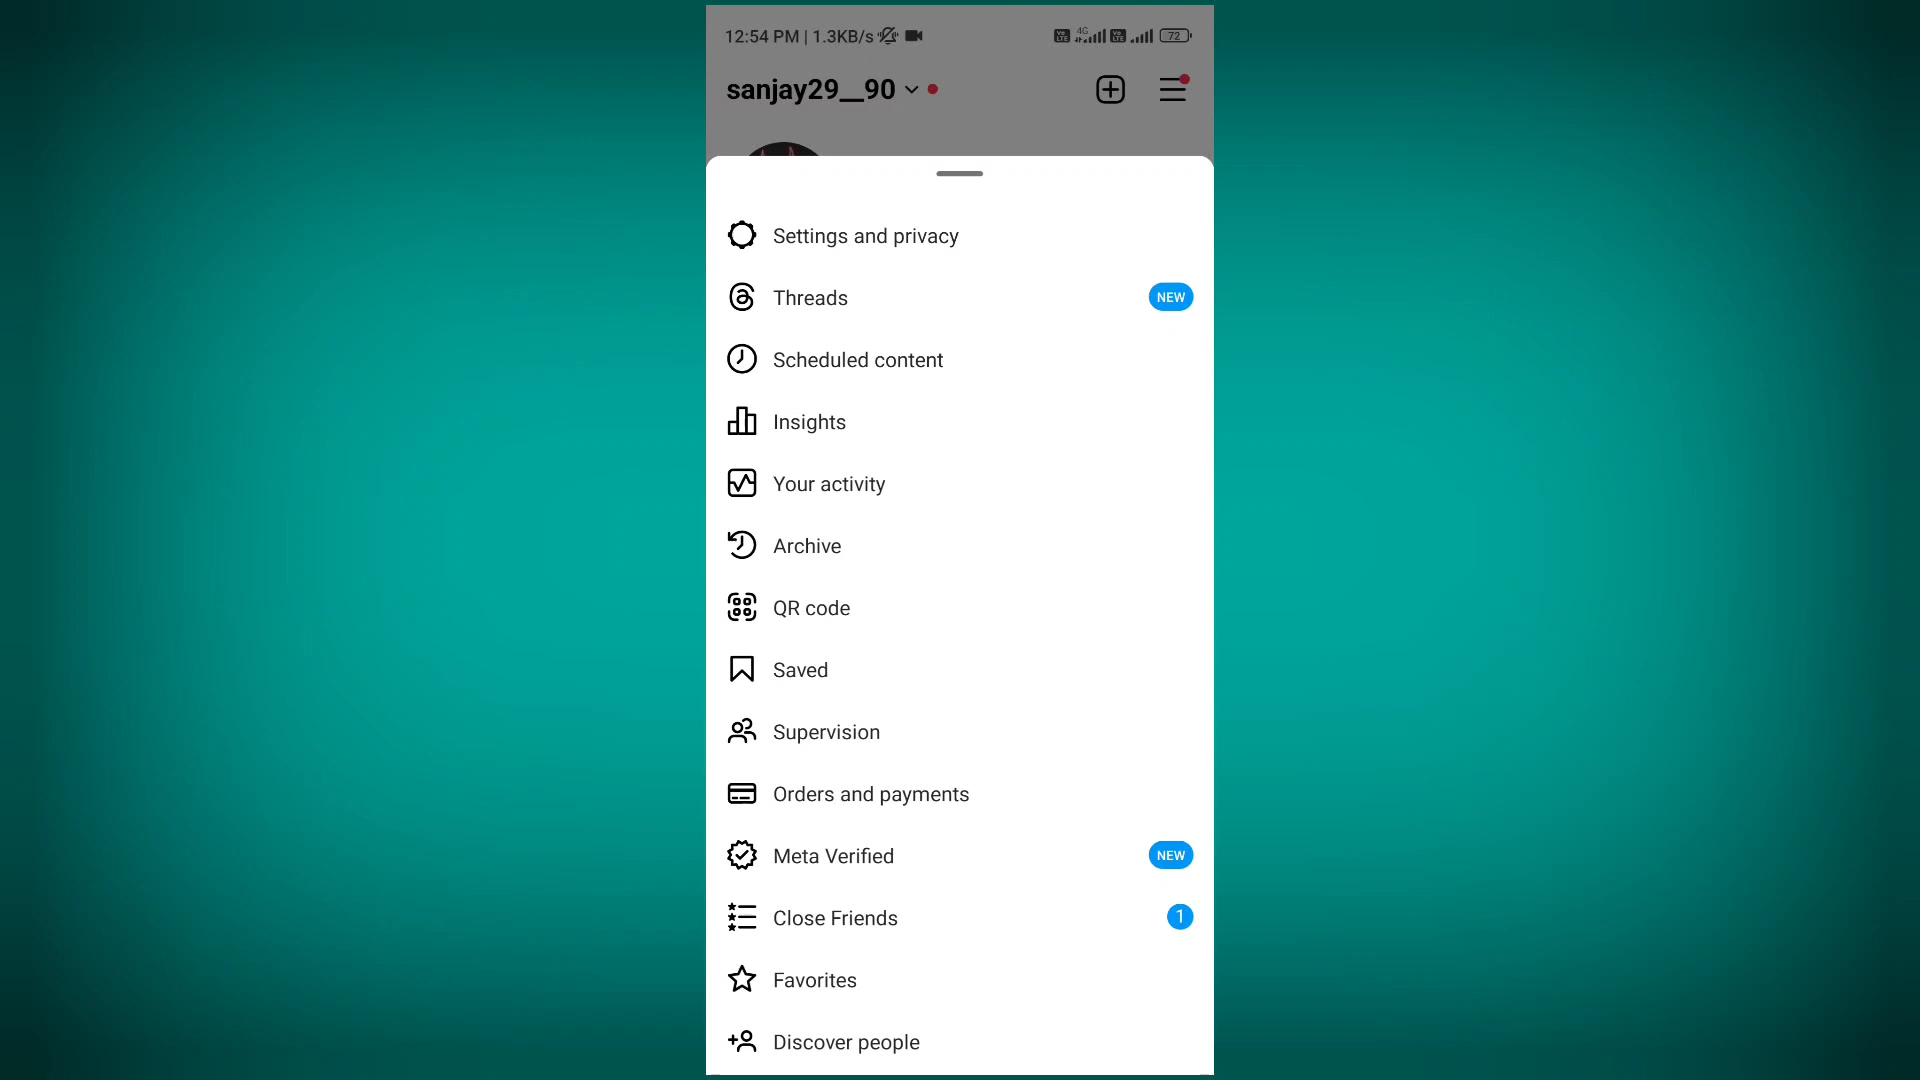 12:54 PM | 1.3KB/s 4G 72
sanjay29__90
Settings and privacy
Threads NEW
Scheduled content
Insights
Your activity
Archive
QR code
Saved
Supervision
Orders and payments
Meta Verified NEW
Close Friends 1
Favorites
Discover people